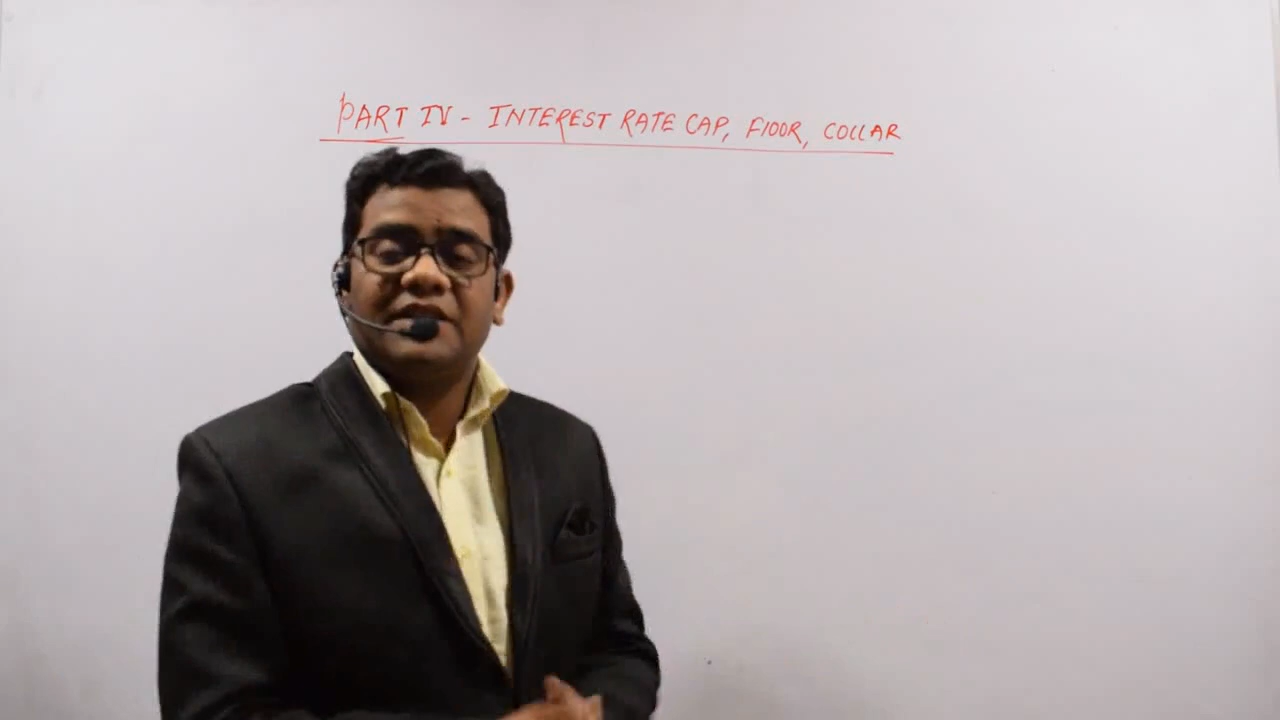 PART IV - INTEREST RATE CAP, FlOOR, COLLAR